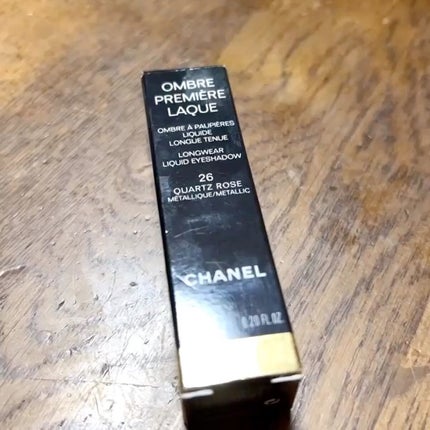 OMBRE
PREMIÈRE
LAQUE
OMBRE À PAUPIÈRES
LIQUIDE
LONGUE TENUE
LONGWEAR
LIQUID EYESHADOW
26
QUARTZ ROSE
MÉTALLIQUE/METALLIC
CHANEL
0.20 FL. OZ.